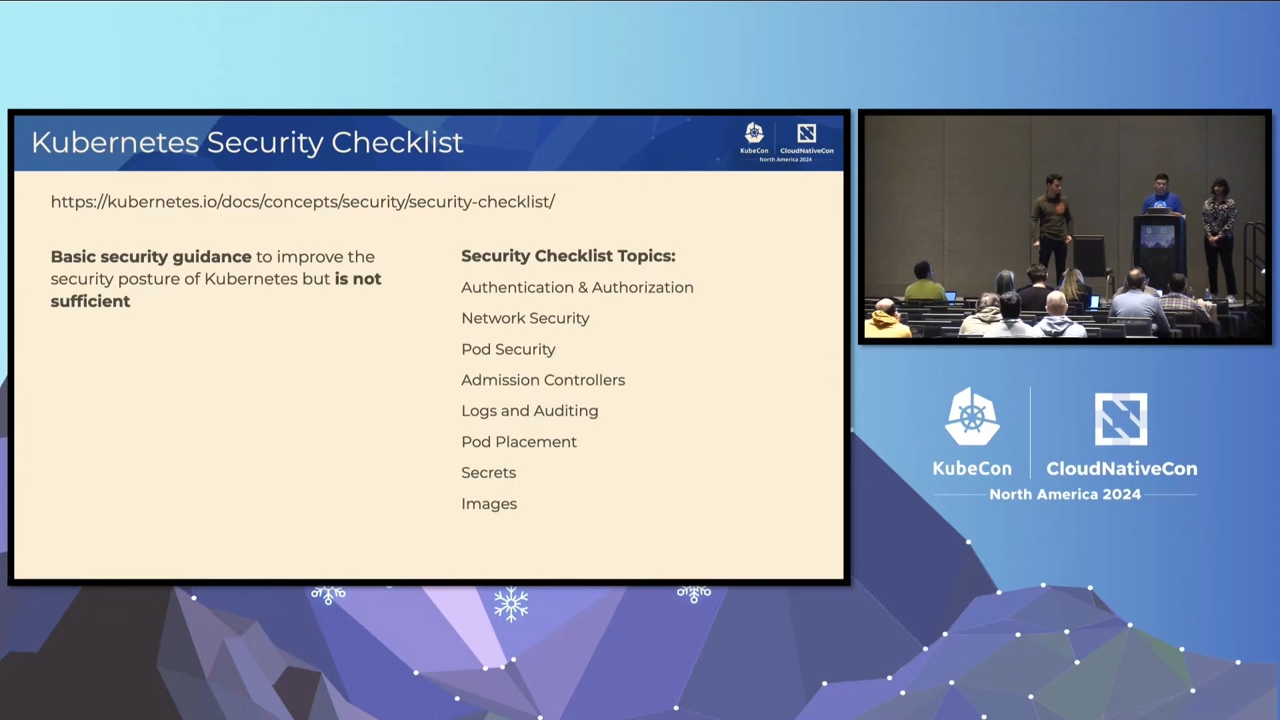 Kubernetes Security Checklist
KubeCon
CloudNativeCon
North America 2024
https://kubernetes.io/docs/concepts/security/security-checklist/
Basic security guidance to improve the
security posture of Kubernetes but is not
sufficient
Security Checklist Topics:
Authentication & Authorization
Network Security
Pod Security
Admission Controllers
Logs and Auditing
Pod Placement
Secrets
Images
KubeCon
CloudNativeCon
North America 2024